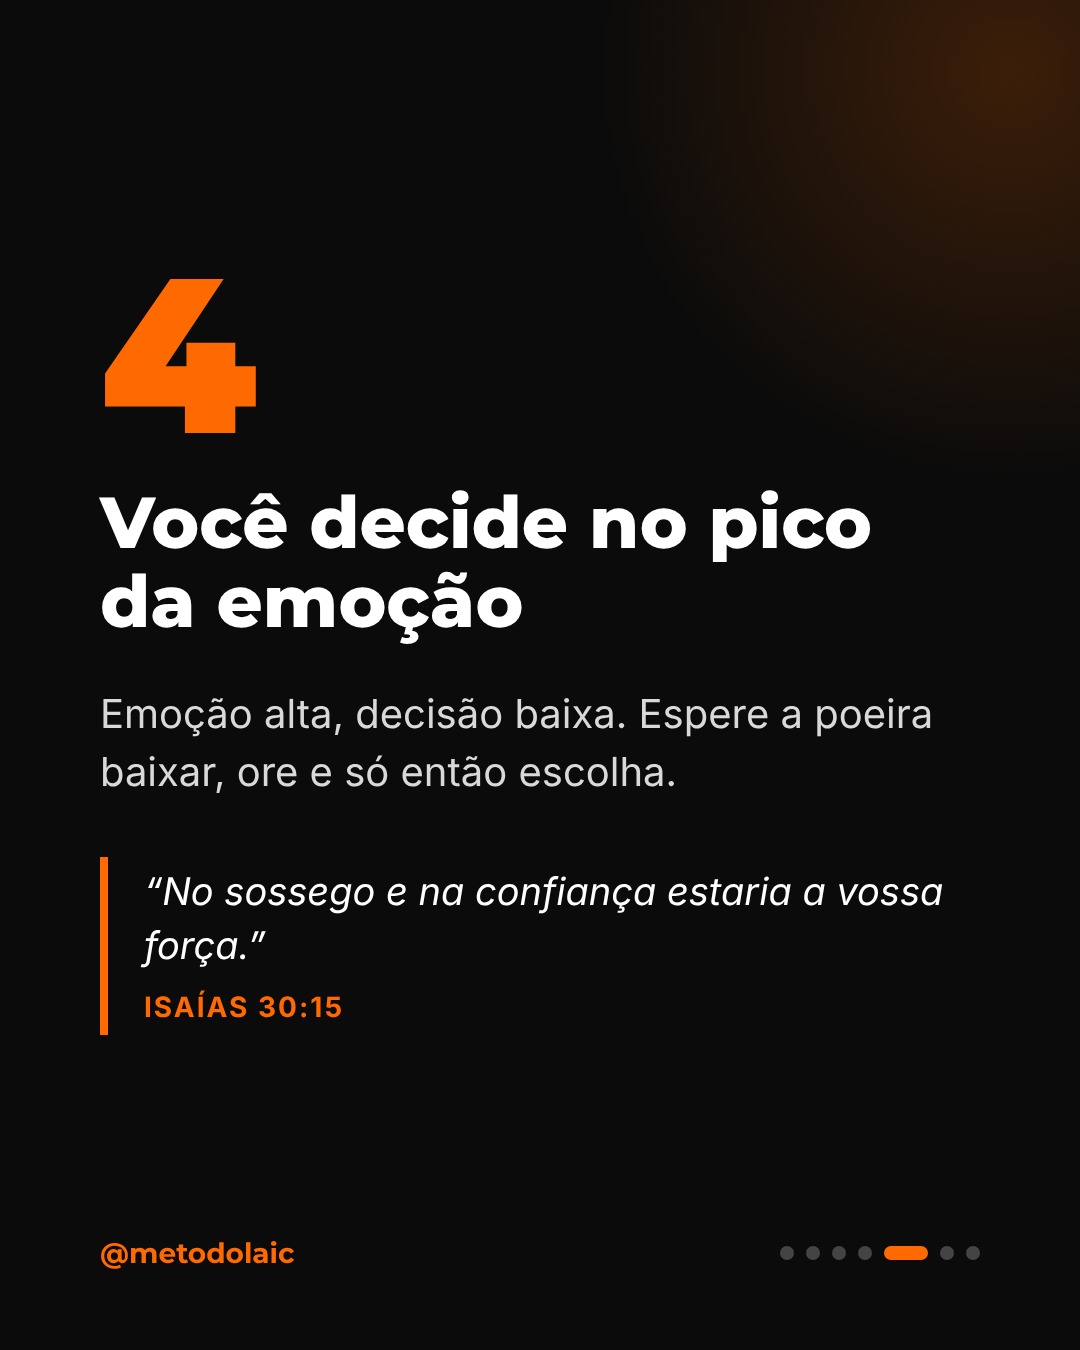 4
Você decide no pico
da emoção
Emoção alta, decisão baixa. Espere a poeira
baixar, ore e só então escolha.
“No sossego e na confiança estaria a vossa
força.”
ISAÍAS 30:15
@metodolaic